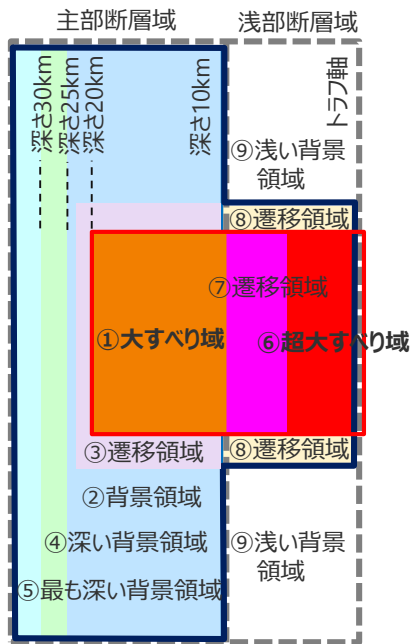 主部断層域
浅部断層域
深さ30km
深さ25km
深さ20km
深さ10km
トラフ軸
⑨浅い背景
領域
⑧遷移領域
⑦遷移領域
①大すべり域
⑥超大すべり域
③遷移領域
⑧遷移領域
②背景領域
④深い背景領域
⑨浅い背景
領域
⑤最も深い背景領域